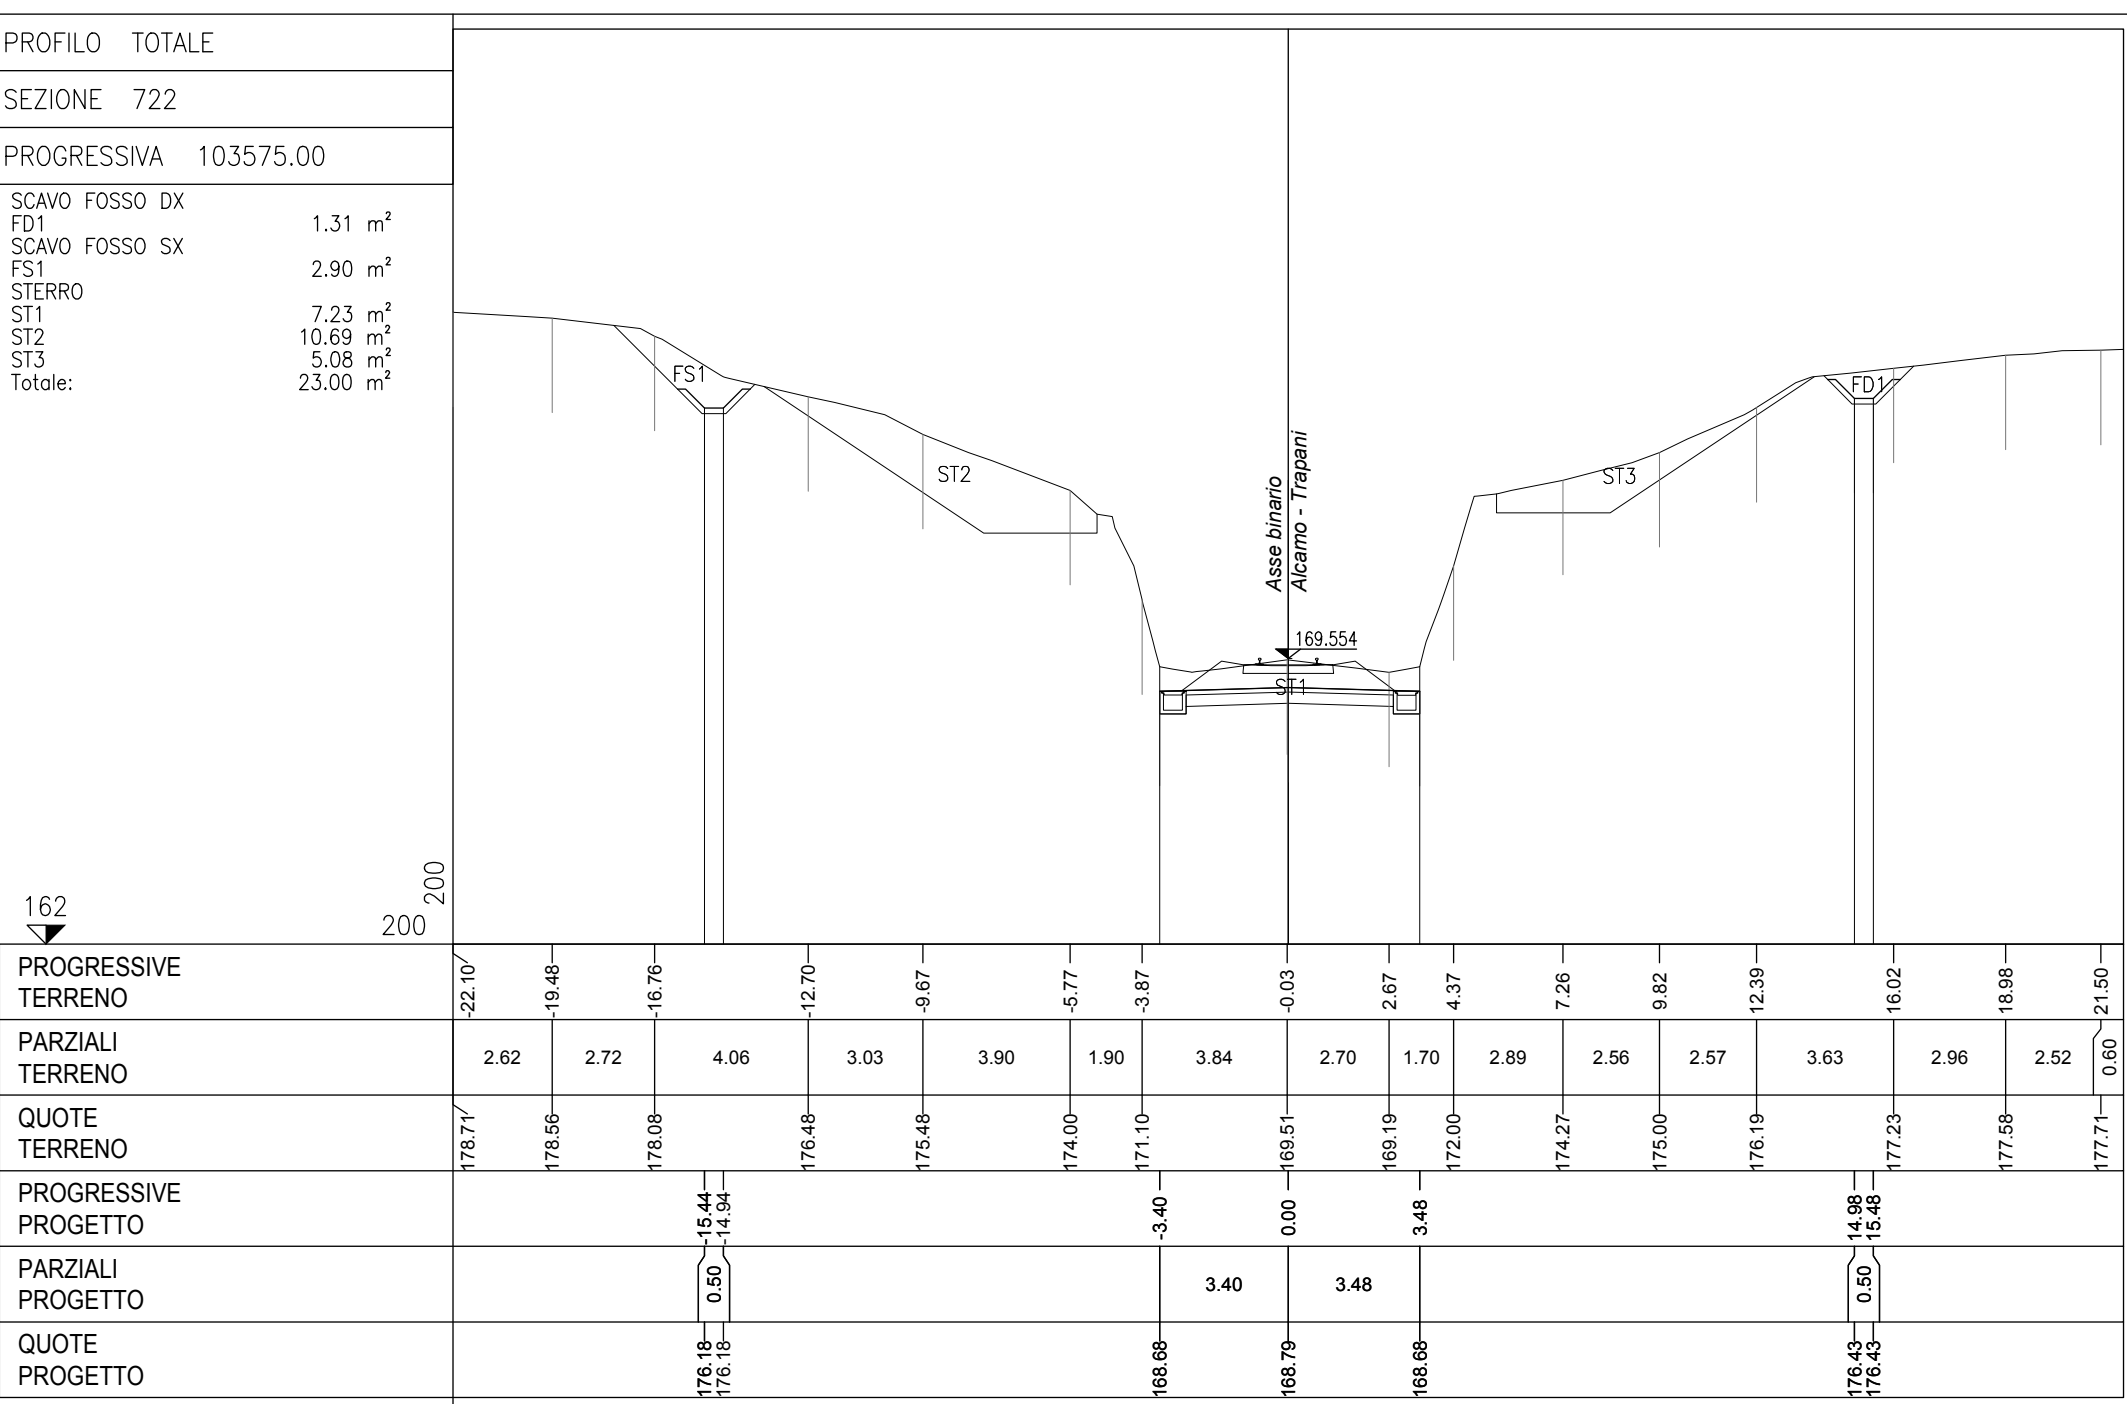 PROFILO TOTALE
SEZIONE 722
PROGRESSIVA 103575.00
SCAVO FOSSO DX
FD1 1.31 m²
SCAVO FOSSO SX
FS1 2.90 m²
STERRO
ST1 7.23 m²
ST2 10.69 m²
ST3 5.08 m²
Totale: 23.00 m²
FS1
ST2
Asse binario
Alcamo - Trapani
169.554
ST1
ST3
FD1
162
200
200
PROGRESSIVE
TERRENO
-22.10 -19.48 -16.76 -12.70 -9.67 -5.77 -3.87 -0.03 2.67 4.37 7.26 9.82 12.39 16.02 18.98 21.50
PARZIALI
TERRENO
2.62 2.72 4.06 3.03 3.90 1.90 3.84 2.70 1.70 2.89 2.56 2.57 3.63 2.96 2.52 0.60
QUOTE
TERRENO
178.71 178.56 178.08 176.48 175.48 174.00 171.10 169.51 169.19 172.00 174.27 175.00 176.19 177.23 177.58 177.71
PROGRESSIVE
PROGETTO
-15.44 -14.94 -3.40 0.00 3.48 14.98 15.48
PARZIALI
PROGETTO
0.50 3.40 3.48 0.50
QUOTE
PROGETTO
176.18 176.18 168.68 168.79 168.68 176.43 176.43